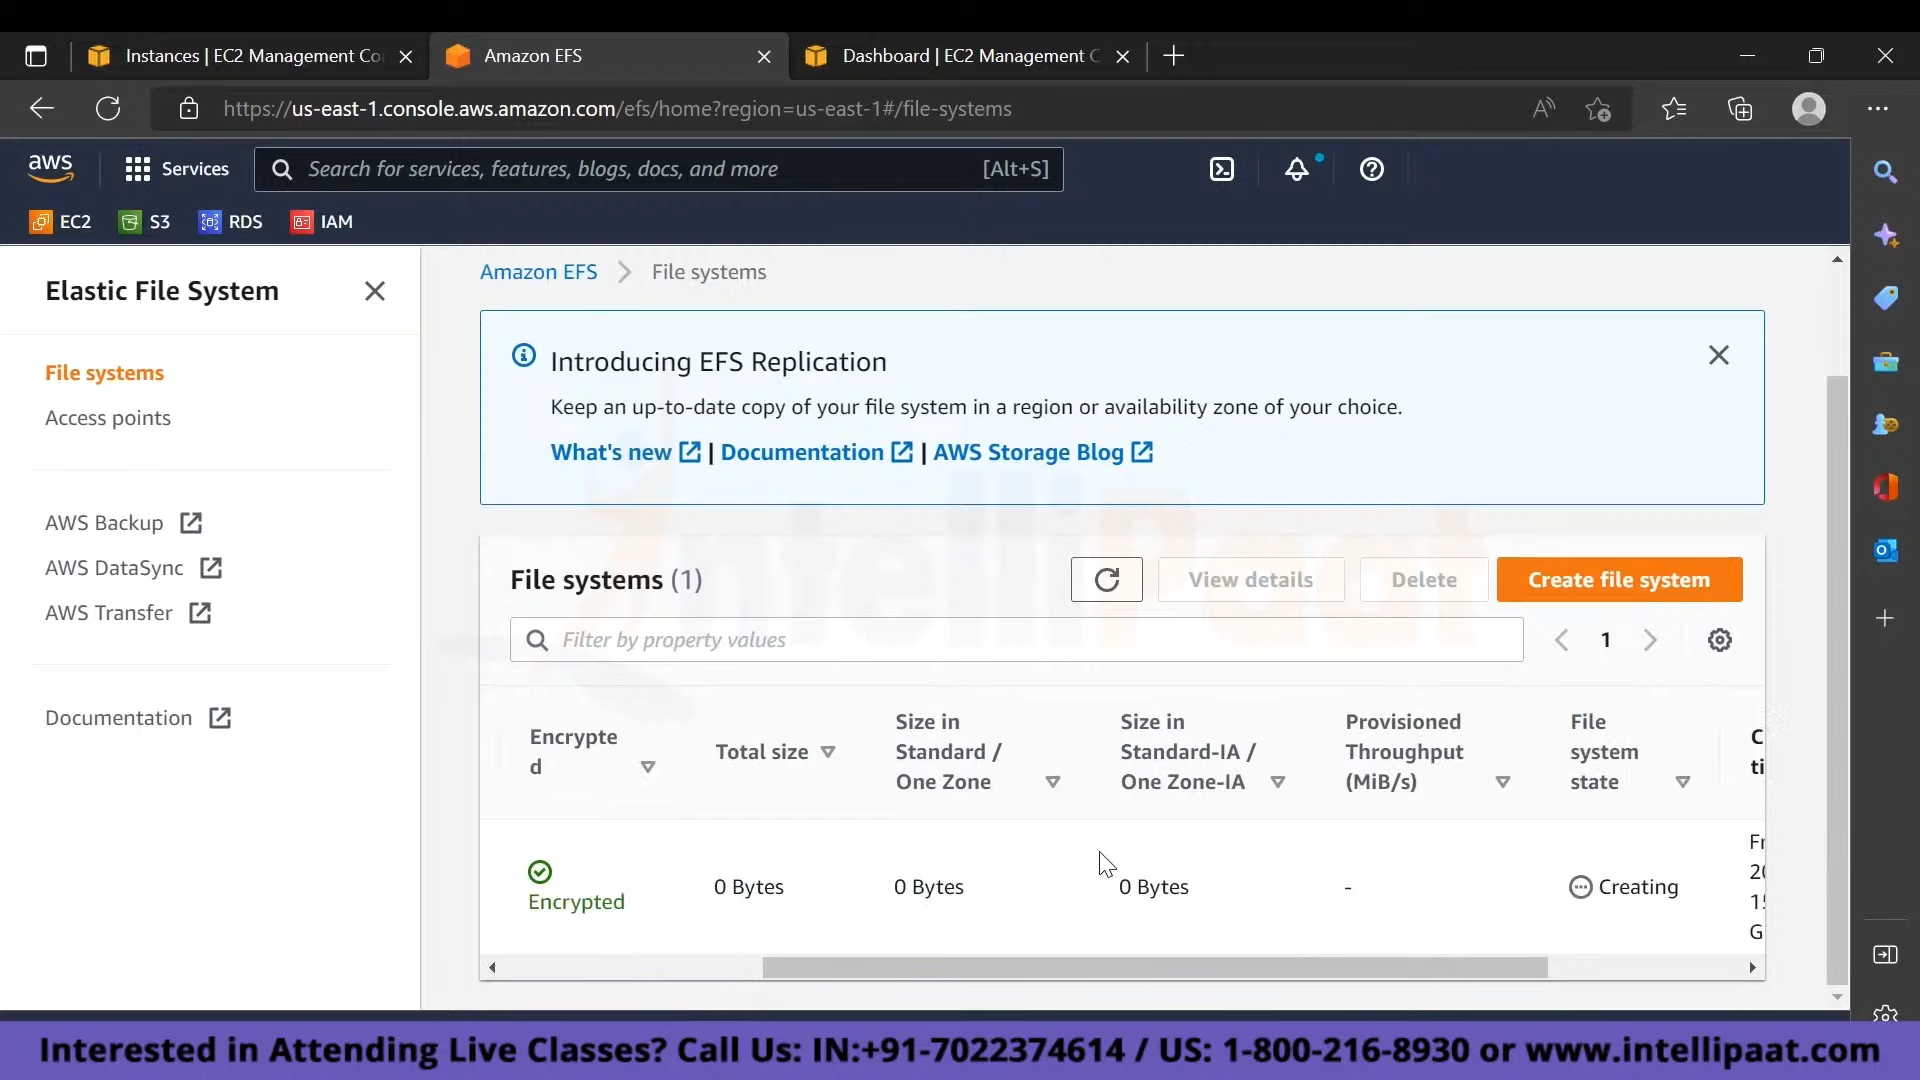 Instances | EC2 Management Co
Amazon EFS
Dashboard | EC2 Management C
https://us-east-1.console.aws.amazon.com/efs/home?region=us-east-1#/file-systems
aws
Services
Search for services, features, blogs, docs, and more
[Alt+S]
EC2
S3
RDS
IAM
Elastic File System
File systems
Access points
AWS Backup
AWS DataSync
AWS Transfer
Documentation
Amazon EFS
File systems
Introducing EFS Replication
Keep an up-to-date copy of your file system in a region or availability zone of your choice.
What's new | Documentation | AWS Storage Blog
File systems (1)
View details
Delete
Create file system
Filter by property values
1
Encrypte
d
Total size
Size in
Standard /
One Zone
Size in
Standard-IA /
One Zone-IA
Provisioned
Throughput
(MiB/s)
File
system
state
C
ti
Encrypted
0 Bytes
0 Bytes
0 Bytes
-
Creating
Fr
20
15
G
IntelliPaat
Interested in Attending Live Classes? Call Us: IN:+91-7022374614 / US: 1-800-216-8930 or www.intellipaat.com